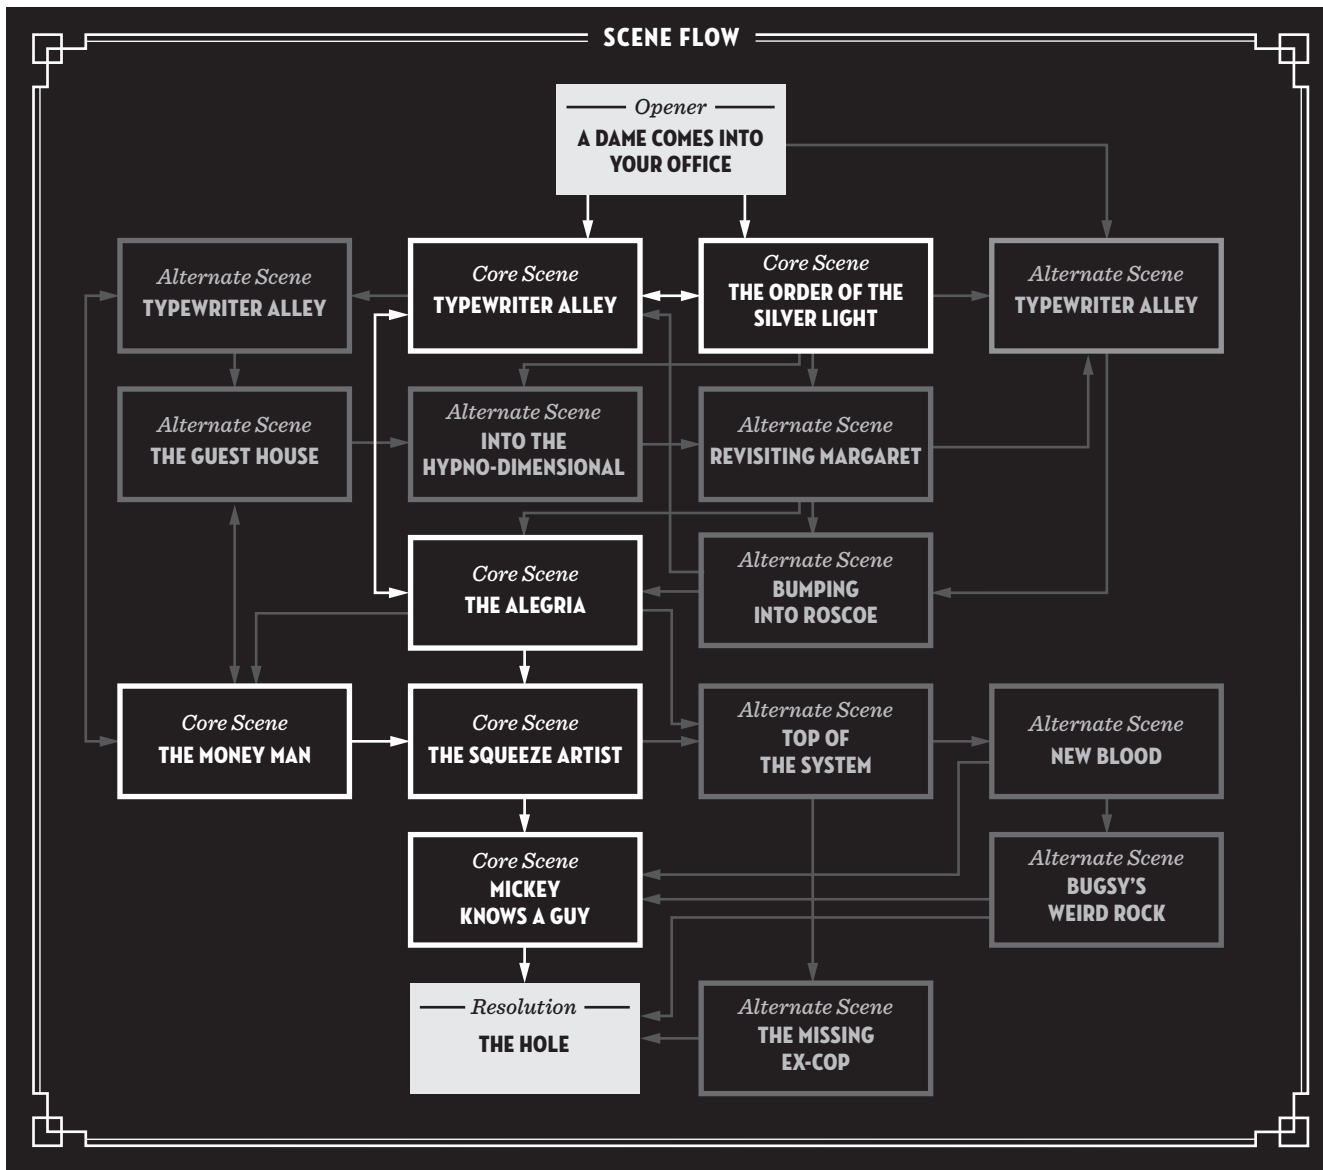 SCENE FLOW
Opener
A DAME COMES INTO
YOUR OFFICE
Alternate Scene
TYPEWRITER ALLEY
Core Scene
TYPEWRITER ALLEY
Core Scene
THE ORDER OF THE
SILVER LIGHT
Alternate Scene
TYPEWRITER ALLEY
Alternate Scene
THE GUEST HOUSE
Alternate Scene
INTO THE
HYPNO-DIMENSIONAL
Alternate Scene
REVISITING MARGARET
Core Scene
THE ALEGRIA
Alternate Scene
BUMPING
INTO ROSCOE
Core Scene
THE MONEY MAN
Core Scene
THE SQUEEZE ARTIST
Alternate Scene
TOP OF
THE SYSTEM
Alternate Scene
NEW BLOOD
Core Scene
MICKEY
KNOWS A GUY
Alternate Scene
BUGSY’S
WEIRD ROCK
Resolution
THE HOLE
Alternate Scene
THE MISSING
EX-COP